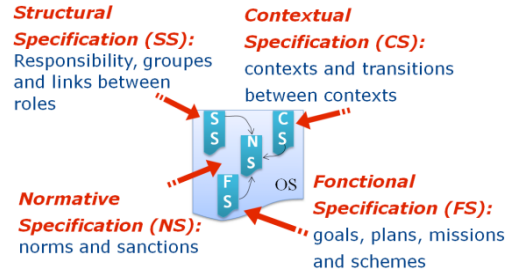 Structural
Specification (SS):
Responsibility, groupes
and links between
roles
Contextual
Specification (CS):
contexts and transitions
between contexts
S
S
C
S
N
S
F
S
OS
Normative
Specification (NS):
norms and sanctions
Fonctional
Specification (FS):
goals, plans, missions
and schemes